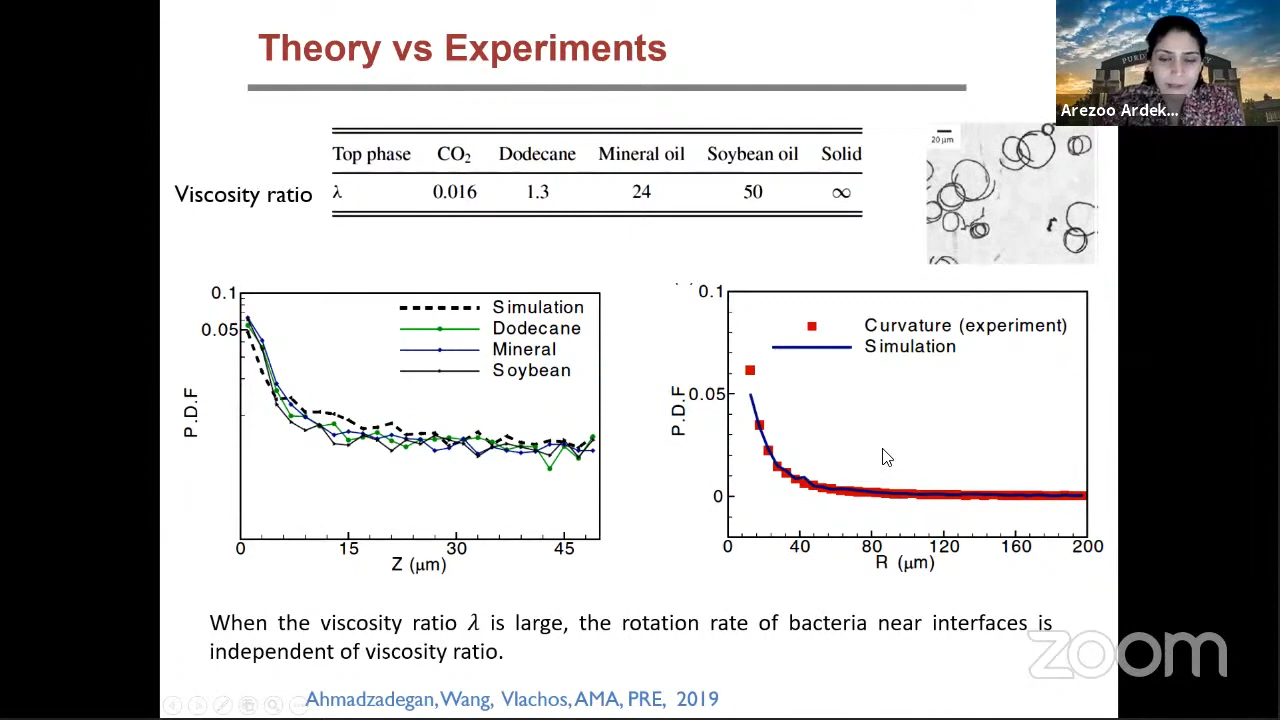 Theory vs Experiments
Arezoo Ardek...
Top phase CO₂ Dodecane Mineral oil Soybean oil Solid
Viscosity ratio λ 0.016 1.3 24 50 ∞
20 μm
0.1
0.05
P.D.F
Simulation
Dodecane
Mineral
Soybean
0 15 30 45
Z (μm)
0.1
0.05
0
P.D.F
Curvature (experiment)
Simulation
0 40 80 120 160 200
R (μm)
When the viscosity ratio λ is large, the rotation rate of bacteria near interfaces is
independent of viscosity ratio.
zoom
Ahmadzadegan, Wang, Vlachos, AMA, PRE, 2019